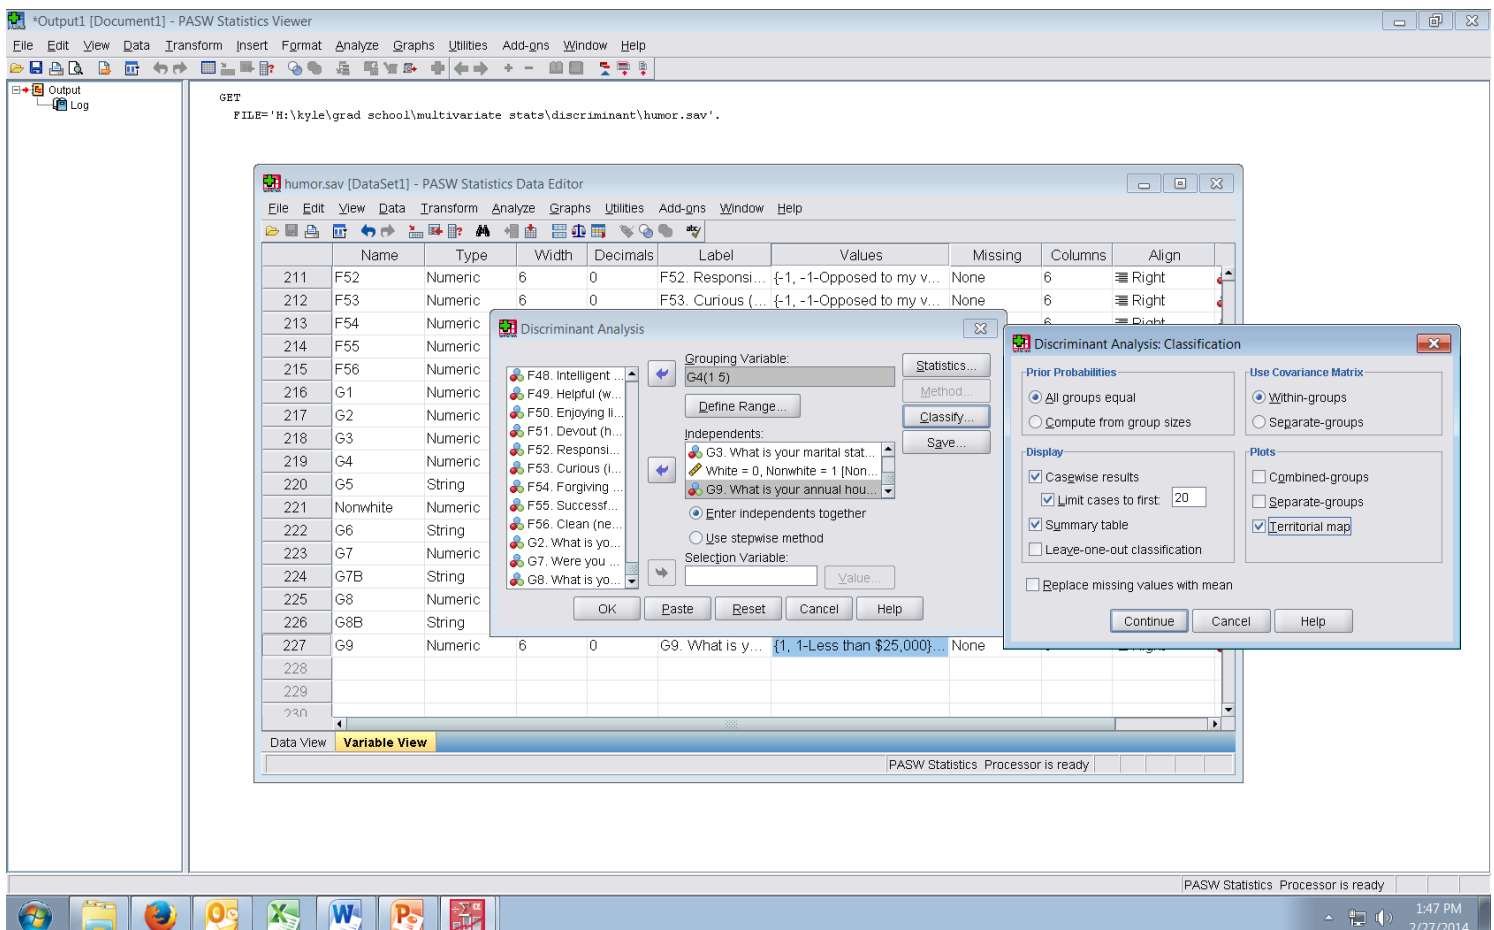 *Output1 [Document1] - PASW Statistics Viewer
File Edit View Data Transform Insert Format Analyze Graphs Utilities Add-ons Window Help
Output
Log
GET
FILE='H:\kyle\grad school\multivariate stats\discriminant\humor.sav'.
humor.sav [DataSet1] - PASW Statistics Data Editor
File Edit View Data Transform Analyze Graphs Utilities Add-ons Window Help
Name Type Width Decimals Label Values Missing Columns Align
211 F52 Numeric 6 0 F52. Responsi... {-1, -1-Opposed to my v... None 6 Right
212 F53 Numeric 6 0 F53. Curious (... {-1, -1-Opposed to my v... None 6 Right
213 F54 Numeric 6 Right
214 F55 Numeric
215 F56 Numeric
216 G1 Numeric
217 G2 Numeric
218 G3 Numeric
219 G4 Numeric
220 G5 String
221 Nonwhite Numeric
222 G6 String
223 G7 Numeric
224 G7B String
225 G8 Numeric
226 G8B String
227 G9 Numeric 6 0 G9. What is y... {1, 1-Less than $25,000}... None
228
229
230
Data View Variable View
PASW Statistics Processor is ready
Discriminant Analysis
F48. Intelligent ...
F49. Helpful (w...
F50. Enjoying li...
F51. Devout (h...
F52. Responsi...
F53. Curious (i...
F54. Forgiving ...
F55. Successf...
F56. Clean (ne...
G2. What is yo...
G7. Were you ...
G8. What is yo...
Grouping Variable:
G4(1 5)
Define Range...
Independents:
G3. What is your marital stat...
White = 0, Nonwhite = 1 [Non...
G9. What is your annual hou...
Enter independents together
Use stepwise method
Selection Variable:
Value...
Statistics...
Method...
Classify...
Save...
OK Paste Reset Cancel Help
Discriminant Analysis: Classification
Prior Probabilities
All groups equal
Compute from group sizes
Use Covariance Matrix
Within-groups
Separate-groups
Display
Casewise results
Limit cases to first: 20
Summary table
Leave-one-out classification
Plots
Combined-groups
Separate-groups
Territorial map
Replace missing values with mean
Continue Cancel Help
PASW Statistics Processor is ready
1:47 PM
2/27/2014